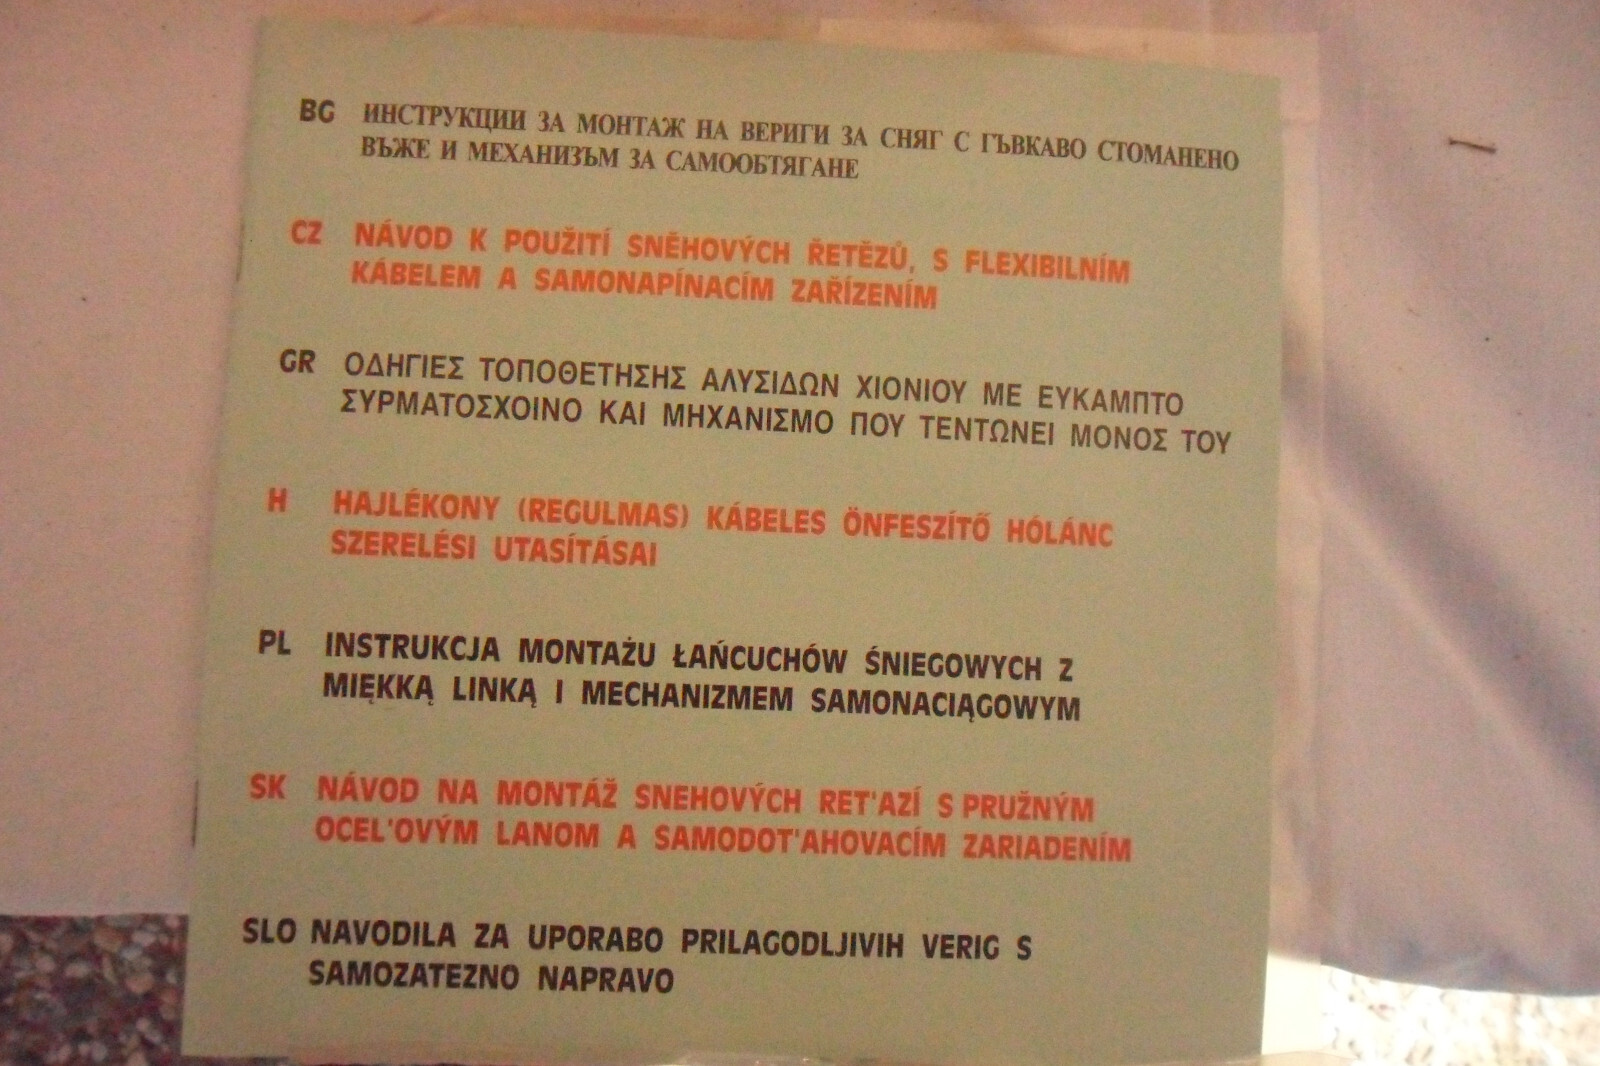 BG ИНСТРУКЦИИ ЗА МОНТАЖ НА ВЕРИГИ ЗА СНЯГ С ГЪВКАВО СТОМАНЕНО
ВЪЖЕ И МЕХАНИЗЪМ ЗА САМООБТЯГАНЕ
CZ NÁVOD K POUŽITÍ SNĚHOVÝCH ŘETĚZŮ, S FLEXIBILNÍM
KÁBELEM A SAMONAPÍNACÍM ZAŘÍZENÍM
GR ΟΔΗΓΙΕΣ ΤΟΠΟΘΕΤΗΣΗΣ ΑΛΥΣΙΔΩΝ ΧΙΟΝΙΟΥ ΜΕ ΕΥΚΑΜΠΤΟ
ΣΥΡΜΑΤΟΣΧΟΙΝΟ ΚΑΙ ΜΗΧΑΝΙΣΜΟ ΠΟΥ ΤΕΝΤΩΝΕΙ ΜΟΝΟΣ ΤΟΥ
H HAJLÉKONY (REGULMAS) KÁBELES ÖNFESZÍTŐ HÓLÁNC
SZERELÉSI UTASÍTÁSAI
PL INSTRUKCJA MONTAŻU ŁAŃCUCHÓW ŚNIEGOWYCH Z
MIĘKKĄ LINKĄ I MECHANIZMEM SAMONACIĄGOWYM
SK NÁVOD NA MONTÁŽ SNEHOVÝCH RET'AZÍ S PRUŽNÝM
OCEL'OVÝM LANOM A SAMODOT'AHOVACÍM ZARIADENÍM
SLO NAVODILA ZA UPORABO PRILAGODLJIVIH VERIG S
SAMOZATEZNO NAPRAVO